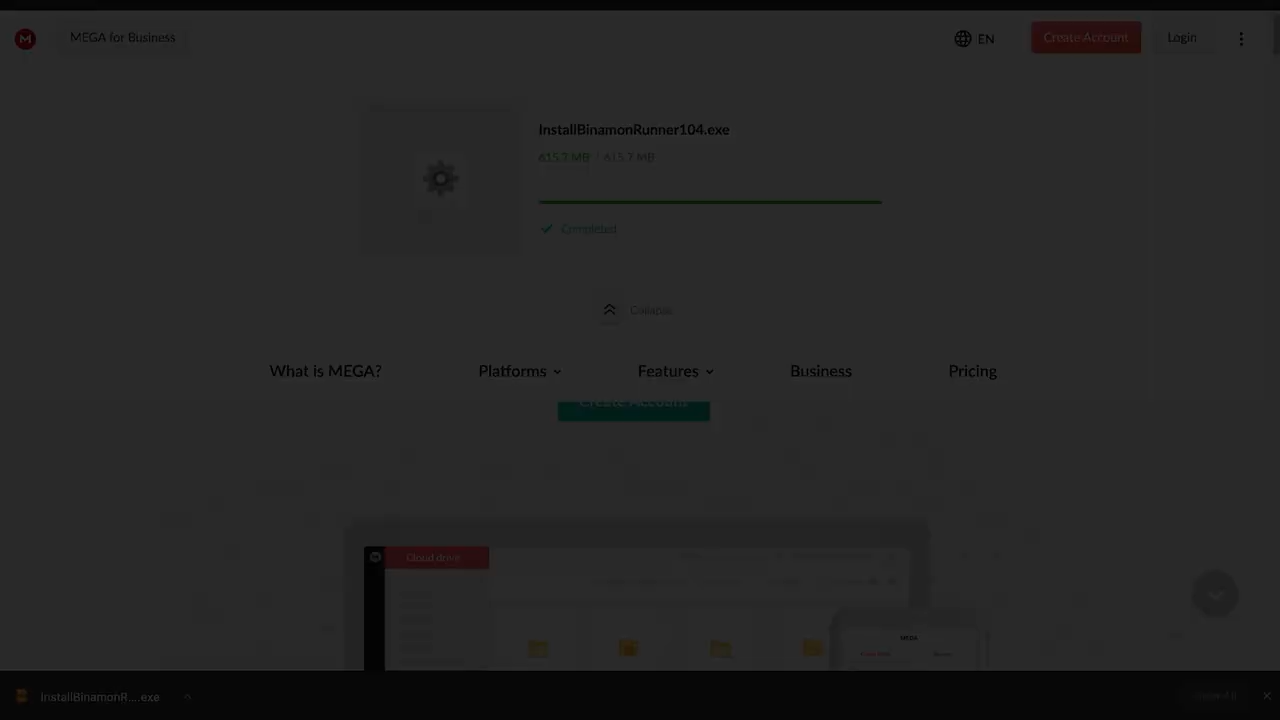 MEGA for Business
EN
Create Account
Login
InstallBinamonRunner104.exe
615.7 MB | 615.7 MB
Completed
Collapse
What is MEGA?
Platforms
Features
Business
Pricing
Create Account
Cloud drive
MEGA
InstallBinamonR....exe